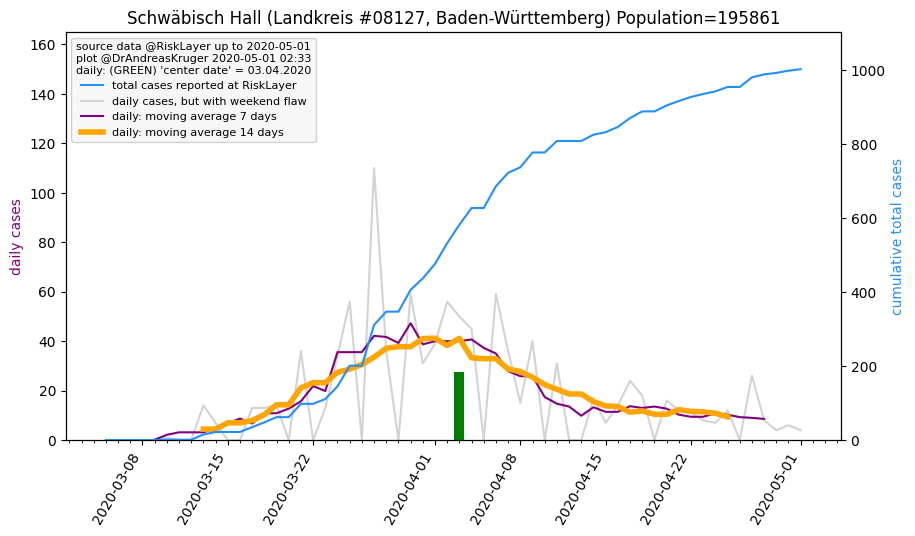 Schwäbisch Hall (Landkreis #08127, Baden-Württemberg) Population=195861
source data @RiskLayer up to 2020-05-01
plot @DrAndreasKruger 2020-05-01 02:33
daily: (GREEN) 'center date' = 03.04.2020
total cases reported at RiskLayer
daily cases, but with weekend flaw
daily: moving average 7 days
daily: moving average 14 days
daily cases
160
140
120
100
80
60
40
20
0
1000
800
600
400
200
0
cumulative total cases
2020-03-08
2020-03-15
2020-03-22
2020-04-01
2020-04-08
2020-04-15
2020-04-22
2020-05-01